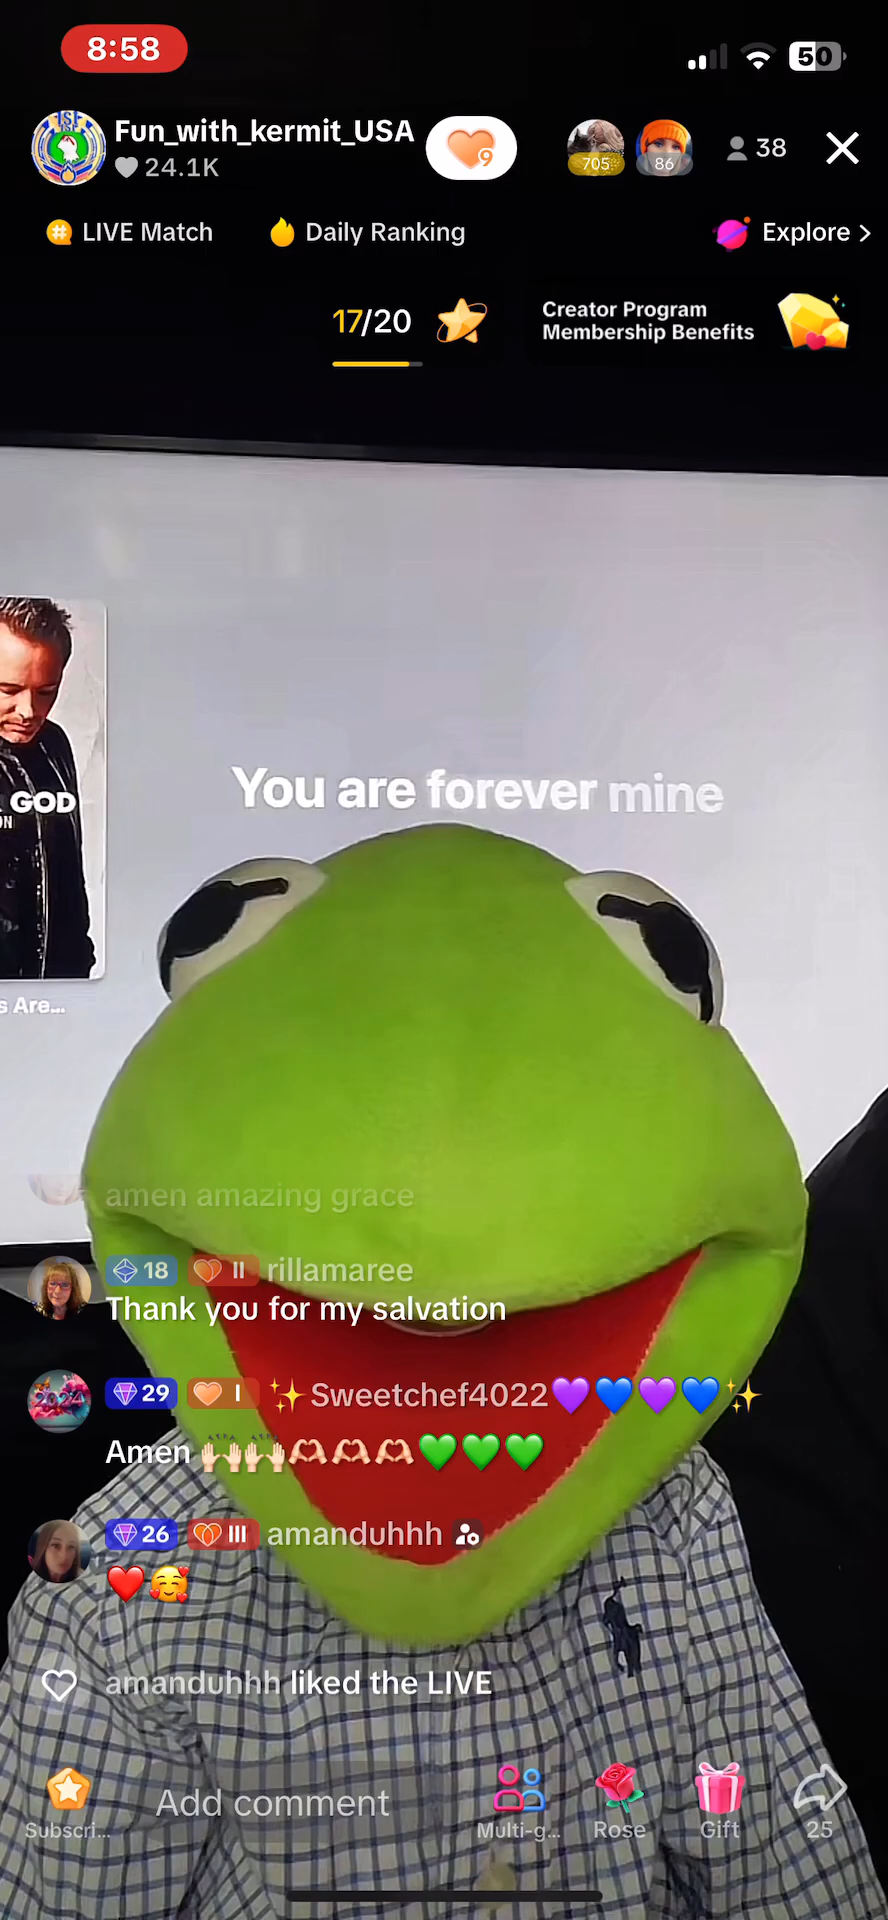 8:58
50
Fun_with_kermit_USA
24.1K
9
705
86
38
LIVE Match
Daily Ranking
Explore >
17/20
Creator Program
Membership Benefits
GOD
You are forever mine
s Are...
amen amazing grace
18 II rillamaree
Thank you for my salvation
29 I ✨Sweetchef4022💜💙💜💙✨
Amen 🙌🏻🙌🏻🫶🏻🫶🏻🫶🏻💚💚💚
26 III amanduhhh
❤️🥰
amanduhhh liked the LIVE
Add comment
Subscri...
Multi-g...
Rose
Gift
25